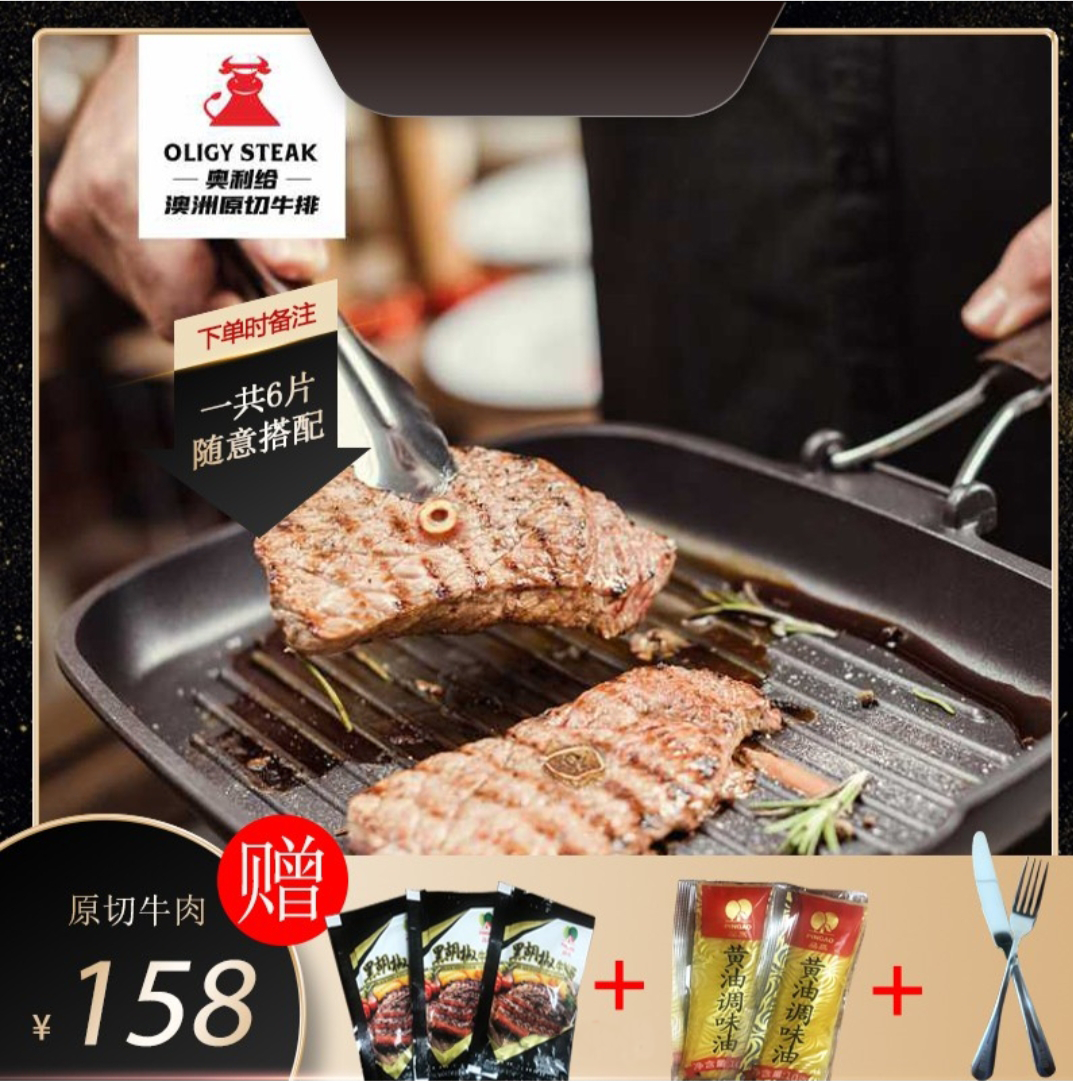 OLIGY STEAK
奥利给
澳洲原切牛排
下单时备注
一共6片
随意搭配
原切牛肉
¥158
赠
黑胡椒
黑胡椒
黑胡椒
+
PINGAO
黄油调味油
PINGAO
黄油调味油
+